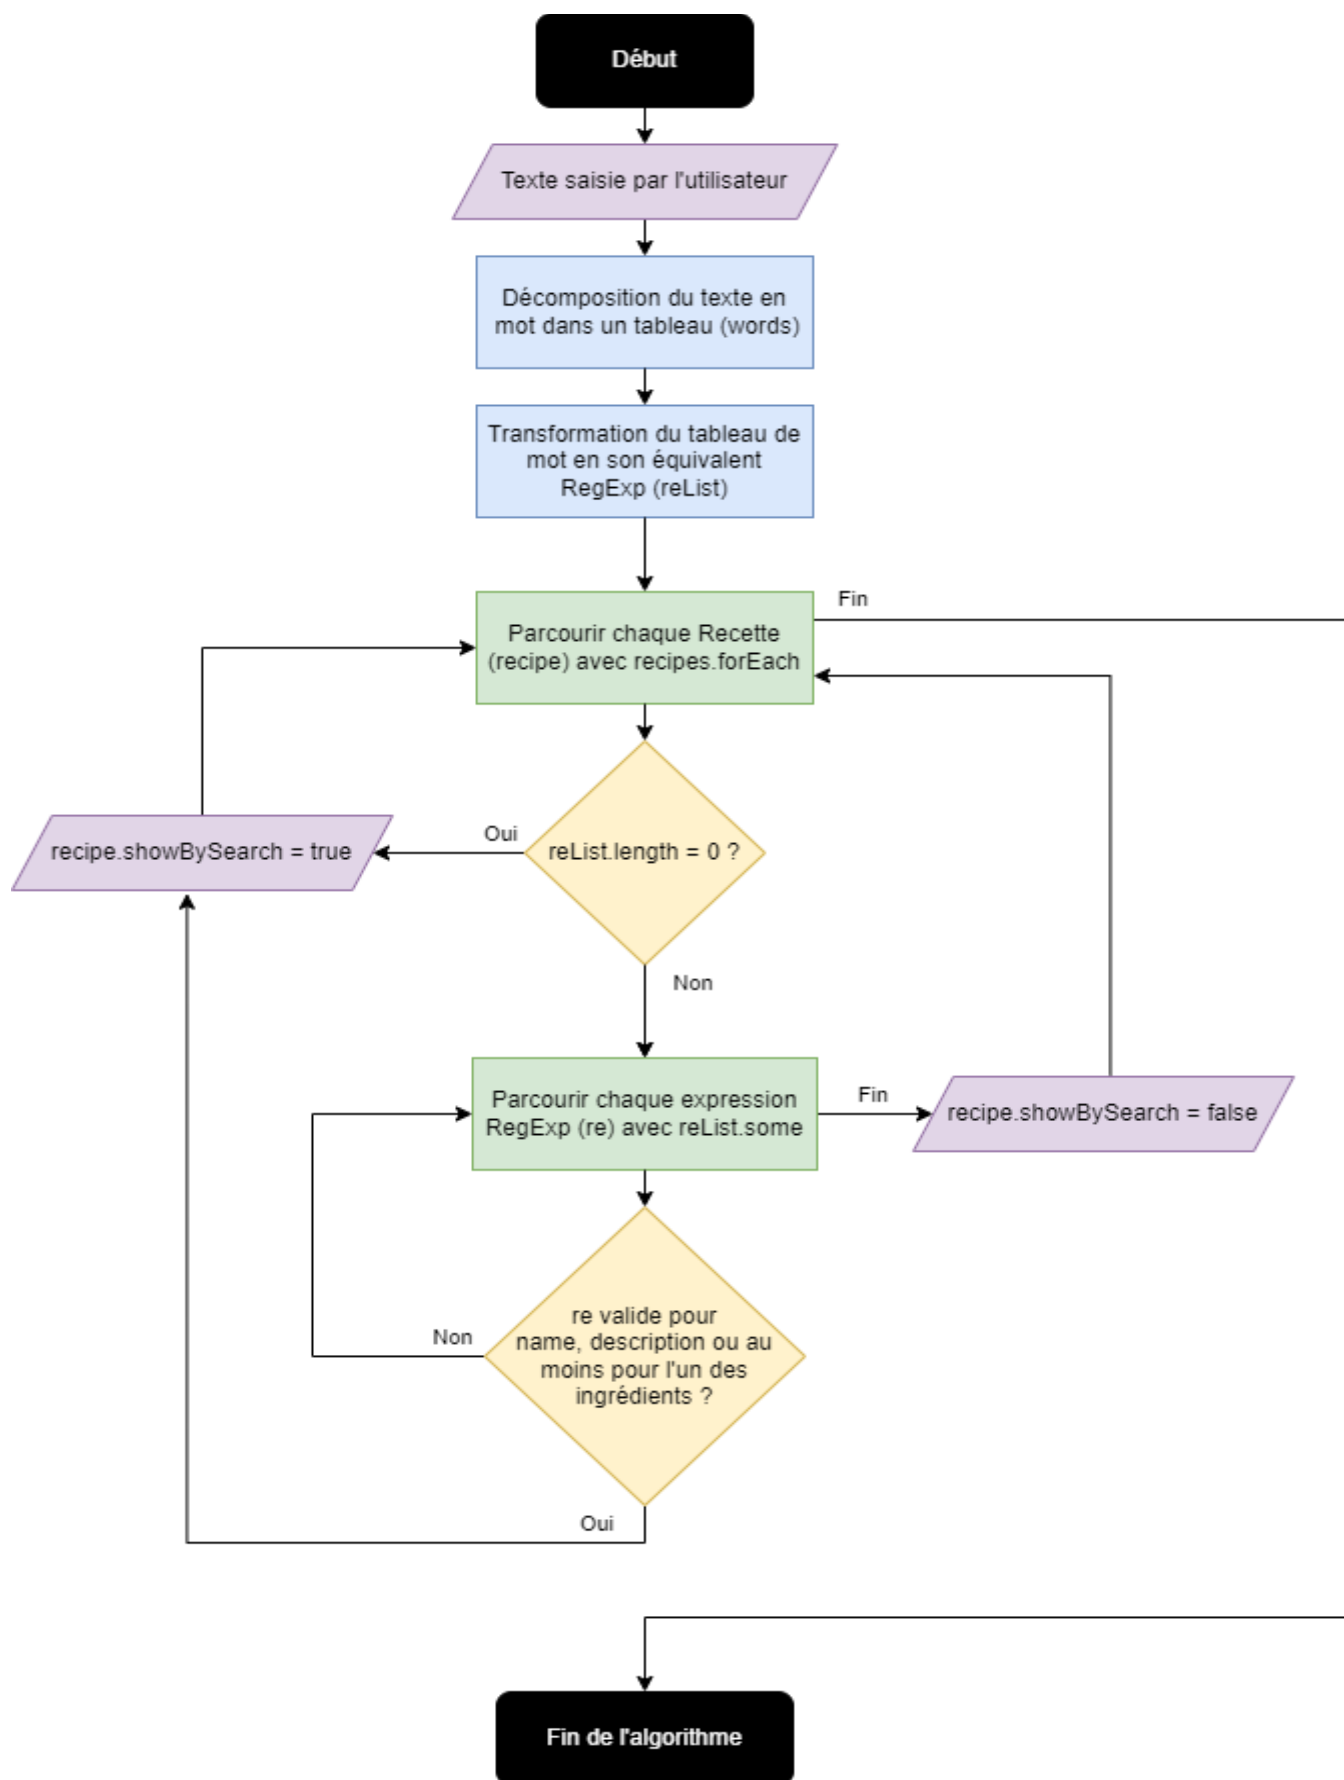 Début
Texte saisie par l'utilisateur
Décomposition du texte en
mot dans un tableau (words)
Transformation du tableau de
mot en son équivalent
RegExp (reList)
Fin
Parcourir chaque Recette
(recipe) avec recipes.forEach
Oui
recipe.showBySearch = true
reList.length = 0 ?
Non
Parcourir chaque expression
RegExp (re) avec reList.some
Fin
recipe.showBySearch = false
re valide pour
name, description ou au
moins pour l'un des
ingrédients ?
Non
Oui
Fin de l'algorithme